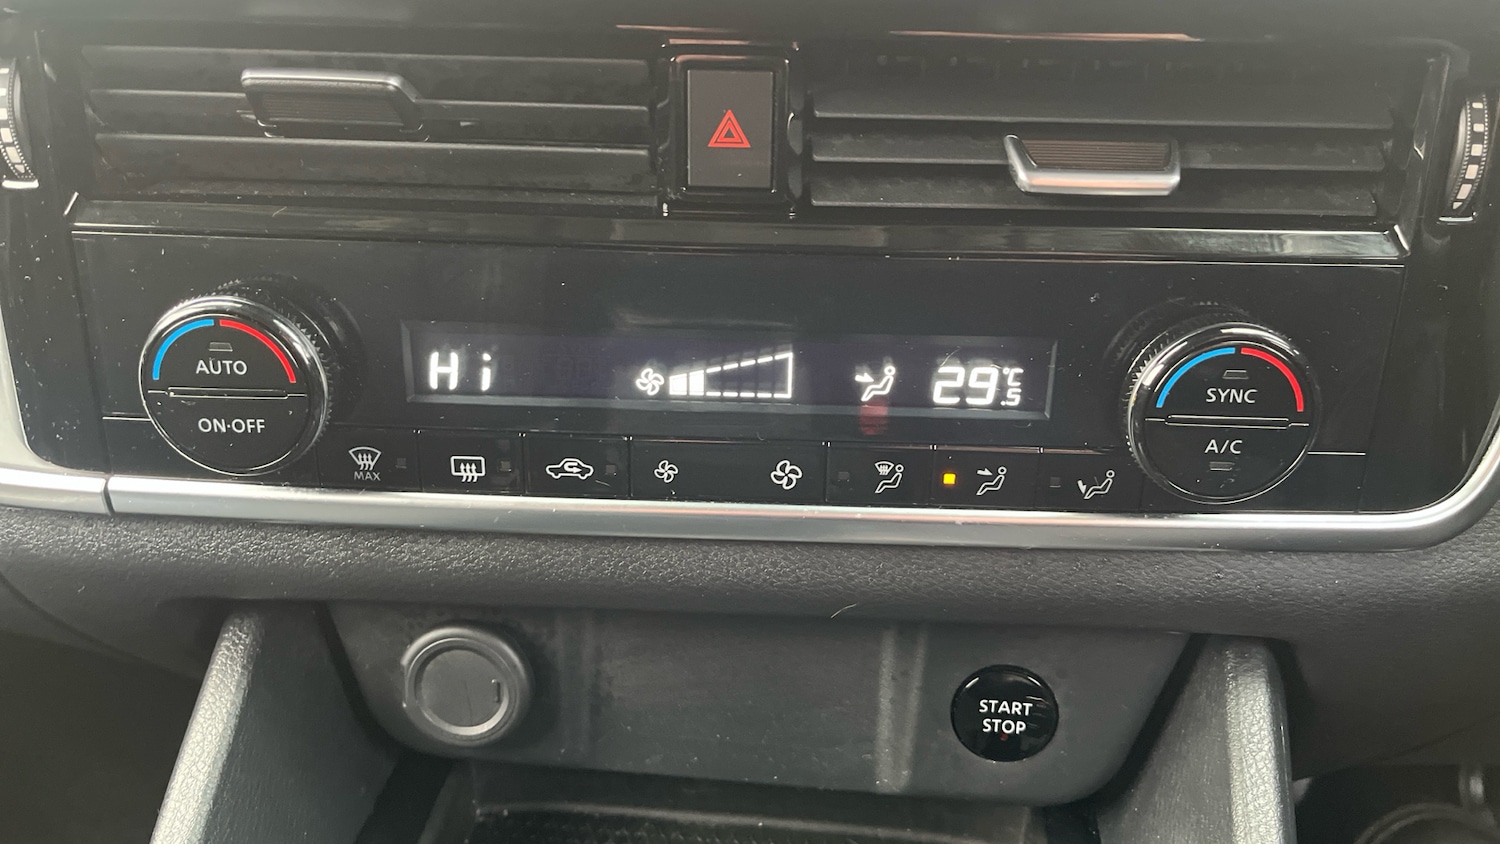 Hi
29.5°C
AUTO
ON·OFF
SYNC
A/C
MAX
START
STOP